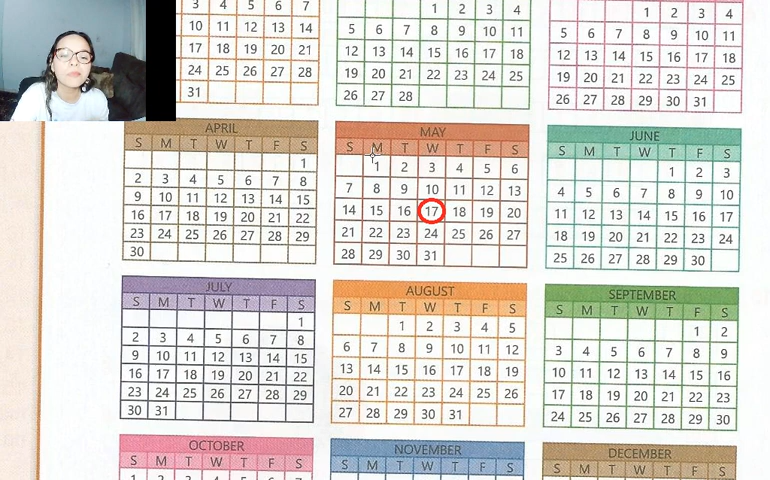 3 4 5 6 7
10 11 12 13 14
17 18 19 20 21
24 25 26 27 28
31
1 2 3 4
5 6 7 8 9 10 11
12 13 14 15 16 17 18
19 20 21 22 23 24 25
26 27 28
1 2 3 4
5 6 7 8 9 10 11
12 13 14 15 16 17 18
19 20 21 22 23 24 25
26 27 28 29 30 31
APRIL
S M T W T F S
1
2 3 4 5 6 7 8
9 10 11 12 13 14 15
16 17 18 19 20 21 22
23 24 25 26 27 28 29
30
MAY
S M T W T F S
1 2 3 4 5 6
7 8 9 10 11 12 13
14 15 16 17 18 19 20
21 22 23 24 25 26 27
28 29 30 31
JUNE
S M T W T F S
1 2 3
4 5 6 7 8 9 10
11 12 13 14 15 16 17
18 19 20 21 22 23 24
25 26 27 28 29 30
JULY
S M T W T F S
1
2 3 4 5 6 7 8
9 10 11 12 13 14 15
16 17 18 19 20 21 22
23 24 25 26 27 28 29
30 31
AUGUST
S M T W T F S
1 2 3 4 5
6 7 8 9 10 11 12
13 14 15 16 17 18 19
20 21 22 23 24 25 26
27 28 29 30 31
SEPTEMBER
S M T W T F S
1 2
3 4 5 6 7 8 9
10 11 12 13 14 15 16
17 18 19 20 21 22 23
24 25 26 27 28 29 30
OCTOBER
S M T W T F S
1 2 3 4 5 6 7
NOVEMBER
S M T W T F S
DECEMBER
S M T W T F S